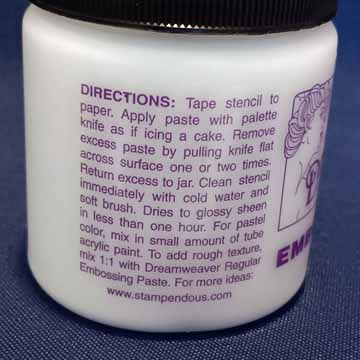 DIRECTIONS: Tape stencil to
paper. Apply paste with palette
knife as if icing a cake. Remove
excess paste by pulling knife flat
across surface one or two times.
Return excess to jar. Clean stencil
immediately with cold water and
soft brush. Dries to glossy sheen
in less than one hour. For pastel
color, mix in small amount of tube
acrylic paint. To add rough texture,
mix 1:1 with Dreamweaver Regular
Embossing Paste. For more ideas:
www.stampendous.com